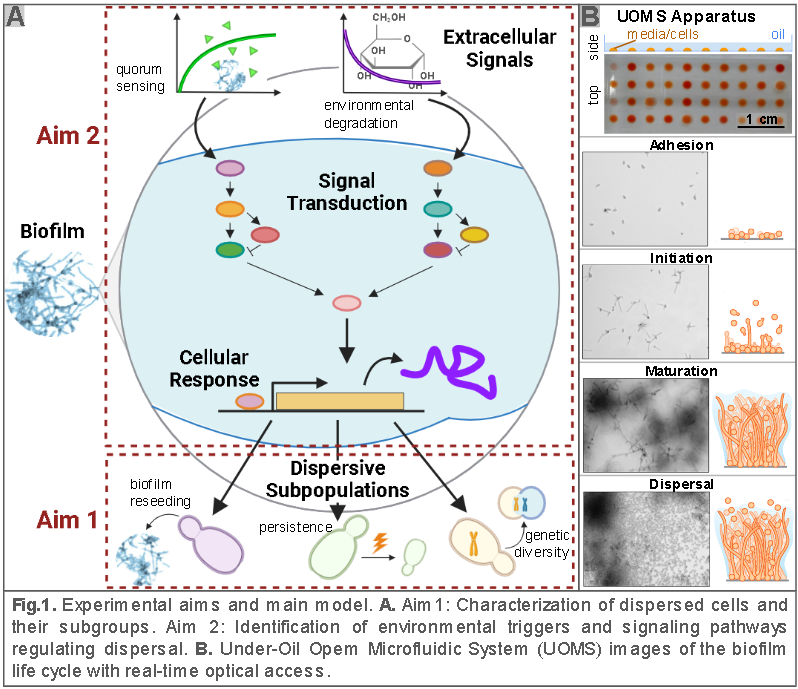 A
quorum
sensing
CH₂OH
O
OH
OH
OH
OH
environmental
degradation
Extracellular
Signals
Aim 2
Signal
Transduction
Biofilm
Cellular
Response
Dispersive
Subpopulations
Aim 1
biofilm
reseeding
persistence
genetic
diversity
B
UOMS Apparatus
media/cells
oil
side
top
1 cm
Adhesion
Initiation
Maturation
Dispersal
Fig.1. Experimental aims and main model. A. Aim 1: Characterization of dispersed cells and
their subgroups. Aim 2: Identification of environmental triggers and signaling pathways
regulating dispersal. B. Under-Oil Opem Microfluidic System (UOMS) images of the biofilm
life cycle with real-time optical access.